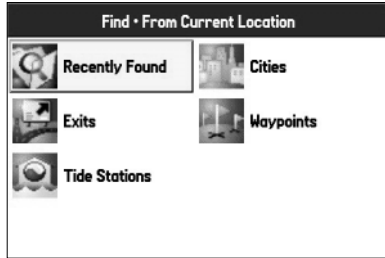 Find • From Current Location
Recently Found
Cities
Exits
Waypoints
Tide Stations